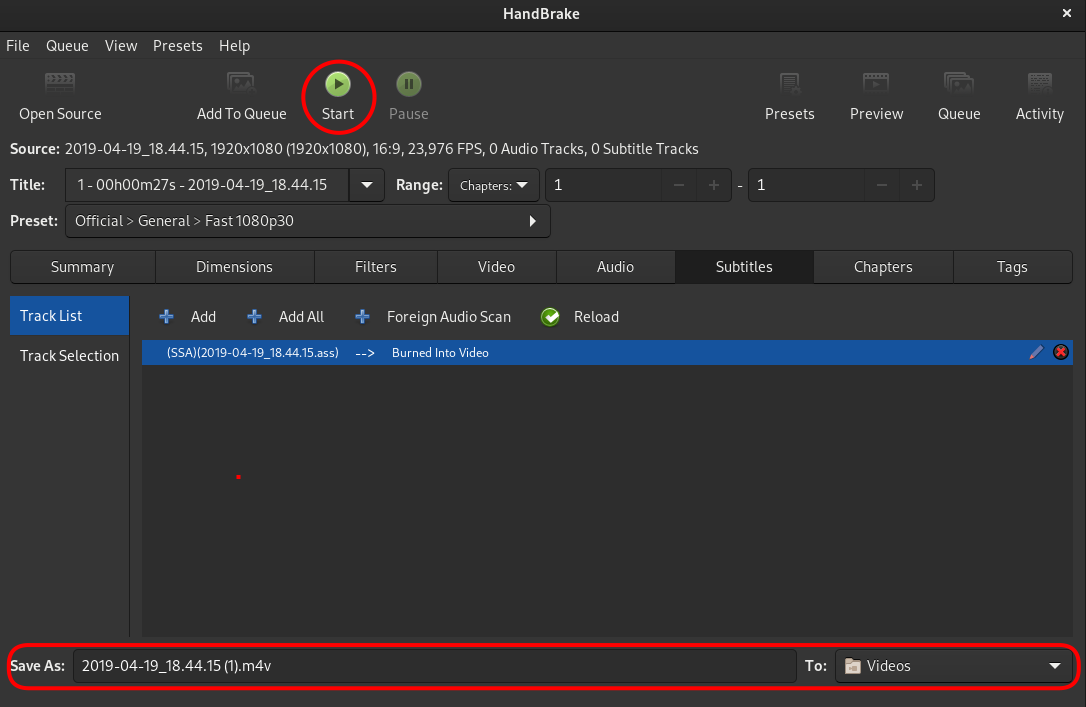 HandBrake
File Queue View Presets Help
Open Source Add To Queue Start Pause Presets Preview Queue Activity
Source: 2019-04-19_18.44.15, 1920x1080 (1920x1080), 16:9, 23,976 FPS, 0 Audio Tracks, 0 Subtitle Tracks
Title: 1 - 00h00m27s - 2019-04-19_18.44.15 Range: Chapters: 1 - 1
Preset: Official > General > Fast 1080p30
Summary Dimensions Filters Video Audio Subtitles Chapters Tags
Track List Add Add All Foreign Audio Scan Reload
(SSA)(2019-04-19_18.44.15.ass) --> Burned Into Video
Track Selection
Save As: 2019-04-19_18.44.15 (1).m4v To: Videos